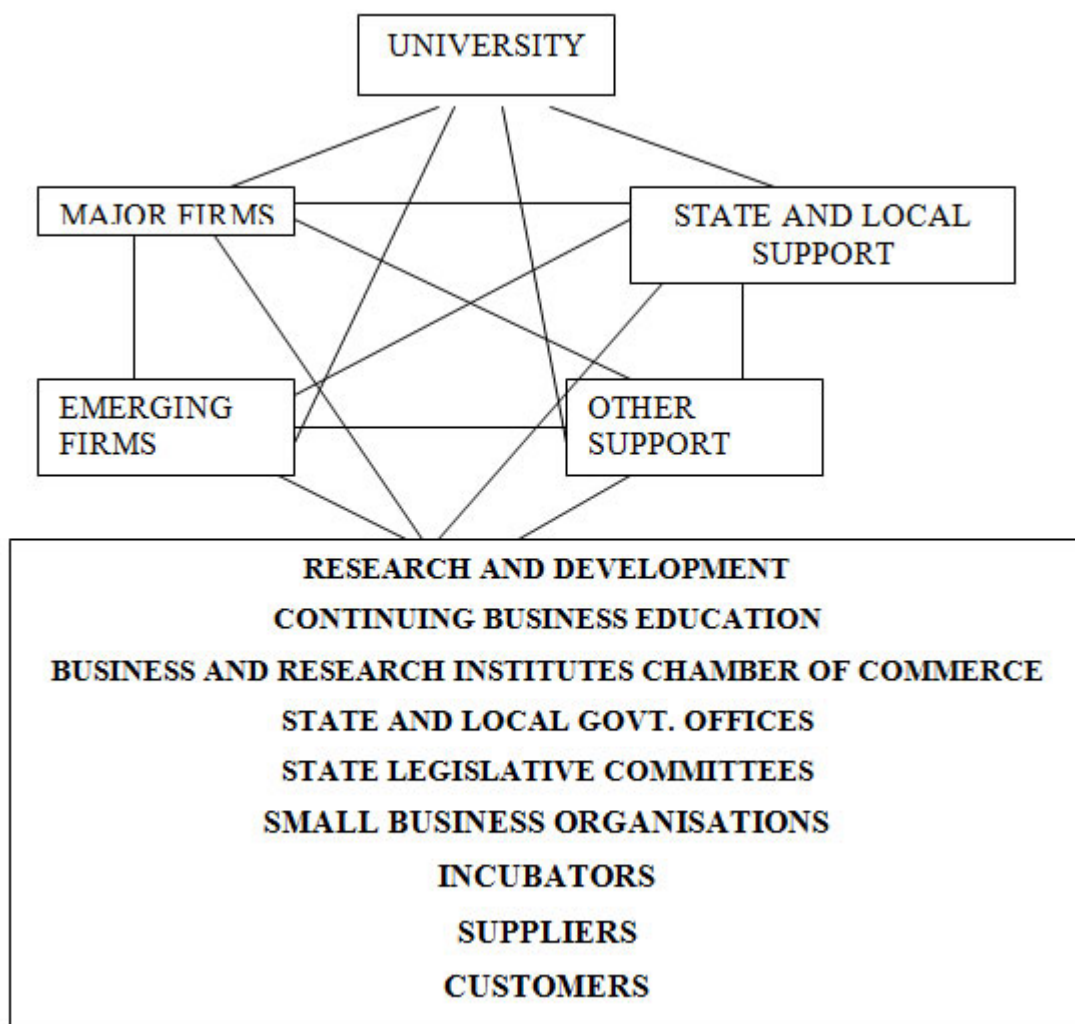 UNIVERSITY
MAJOR FIRMS
STATE AND LOCAL
SUPPORT
EMERGING
FIRMS
OTHER
SUPPORT
RESEARCH AND DEVELOPMENT
CONTINUING BUSINESS EDUCATION
BUSINESS AND RESEARCH INSTITUTES CHAMBER OF COMMERCE
STATE AND LOCAL GOVT. OFFICES
STATE LEGISLATIVE COMMITTEES
SMALL BUSINESS ORGANISATIONS
INCUBATORS
SUPPLIERS
CUSTOMERS